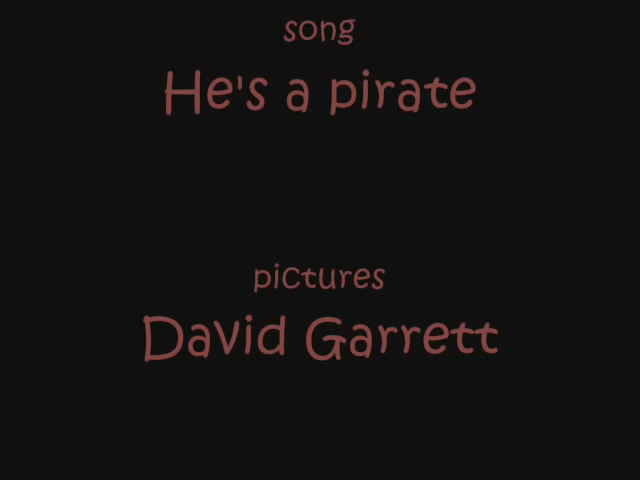 song
He's a pirate
pictures
David Garrett